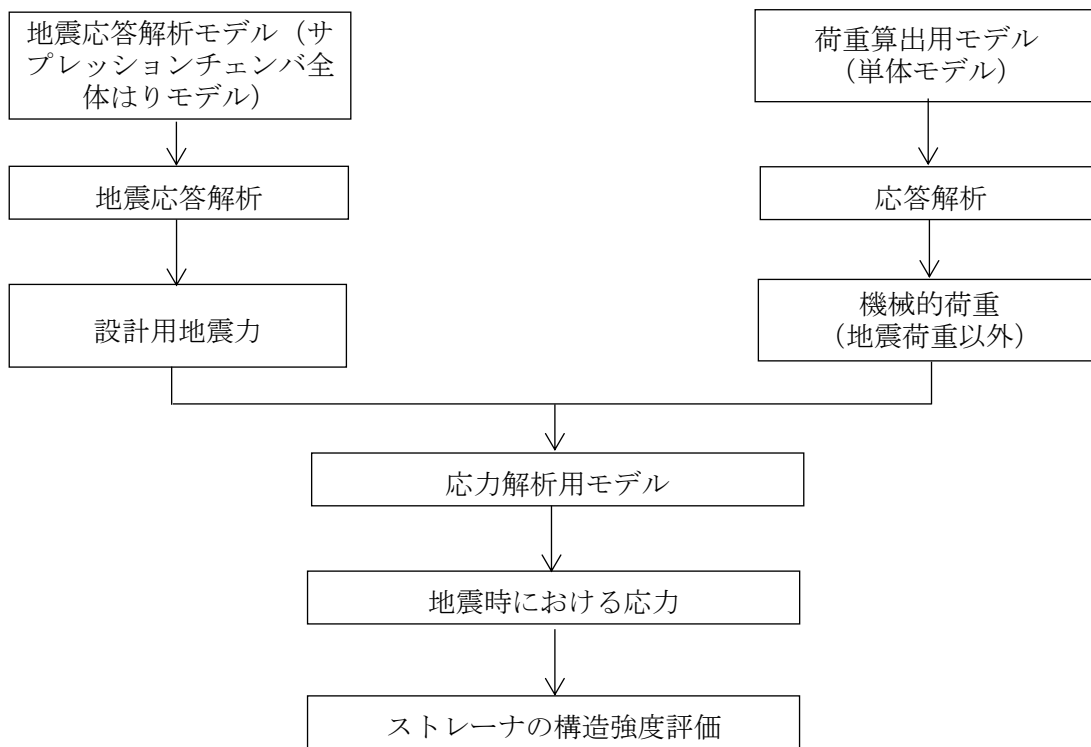 地震応答解析モデル（サ
プレッションチェンバ全
体はりモデル）
荷重算出用モデル
（単体モデル）
地震応答解析
応答解析
設計用地震力
機械的荷重
（地震荷重以外）
応力解析用モデル
地震時における応力
ストレーナの構造強度評価